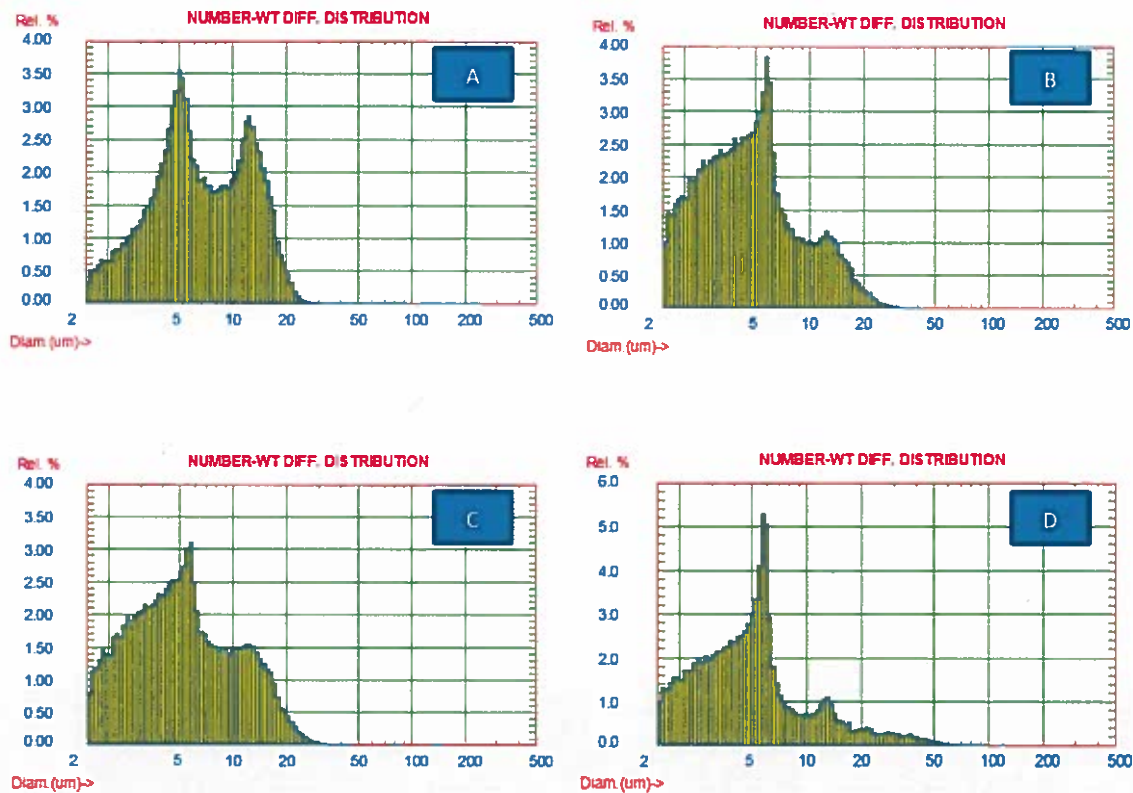 Rel. % NUMBER-WT DIFF. DISTRIBUTION
4.00
A
3.50
3.00
2.50
2.00
1.50
1.00
0.50
0.00
2 5 10 20 50 100 200 500
Diam.(um)->
Rel. % NUMBER-WT DIFF. DISTRIBUTION
4.00
B
3.50
3.00
2.50
2.00
1.50
1.00
0.50
0.00
2 5 10 20 50 100 200 500
Diam.(um)->
Rel. % NUMBER-WT DIFF. DISTRIBUTION
4.00
C
3.50
3.00
2.50
2.00
1.50
1.00
0.50
0.00
2 5 10 20 50 100 200 500
Diam.(um)->
Rel. % NUMBER-WT DIFF. DISTRIBUTION
6.0
D
5.0
4.0
3.0
2.0
1.0
0.0
2 5 10 20 50 100 200 500
Diam.(um)->